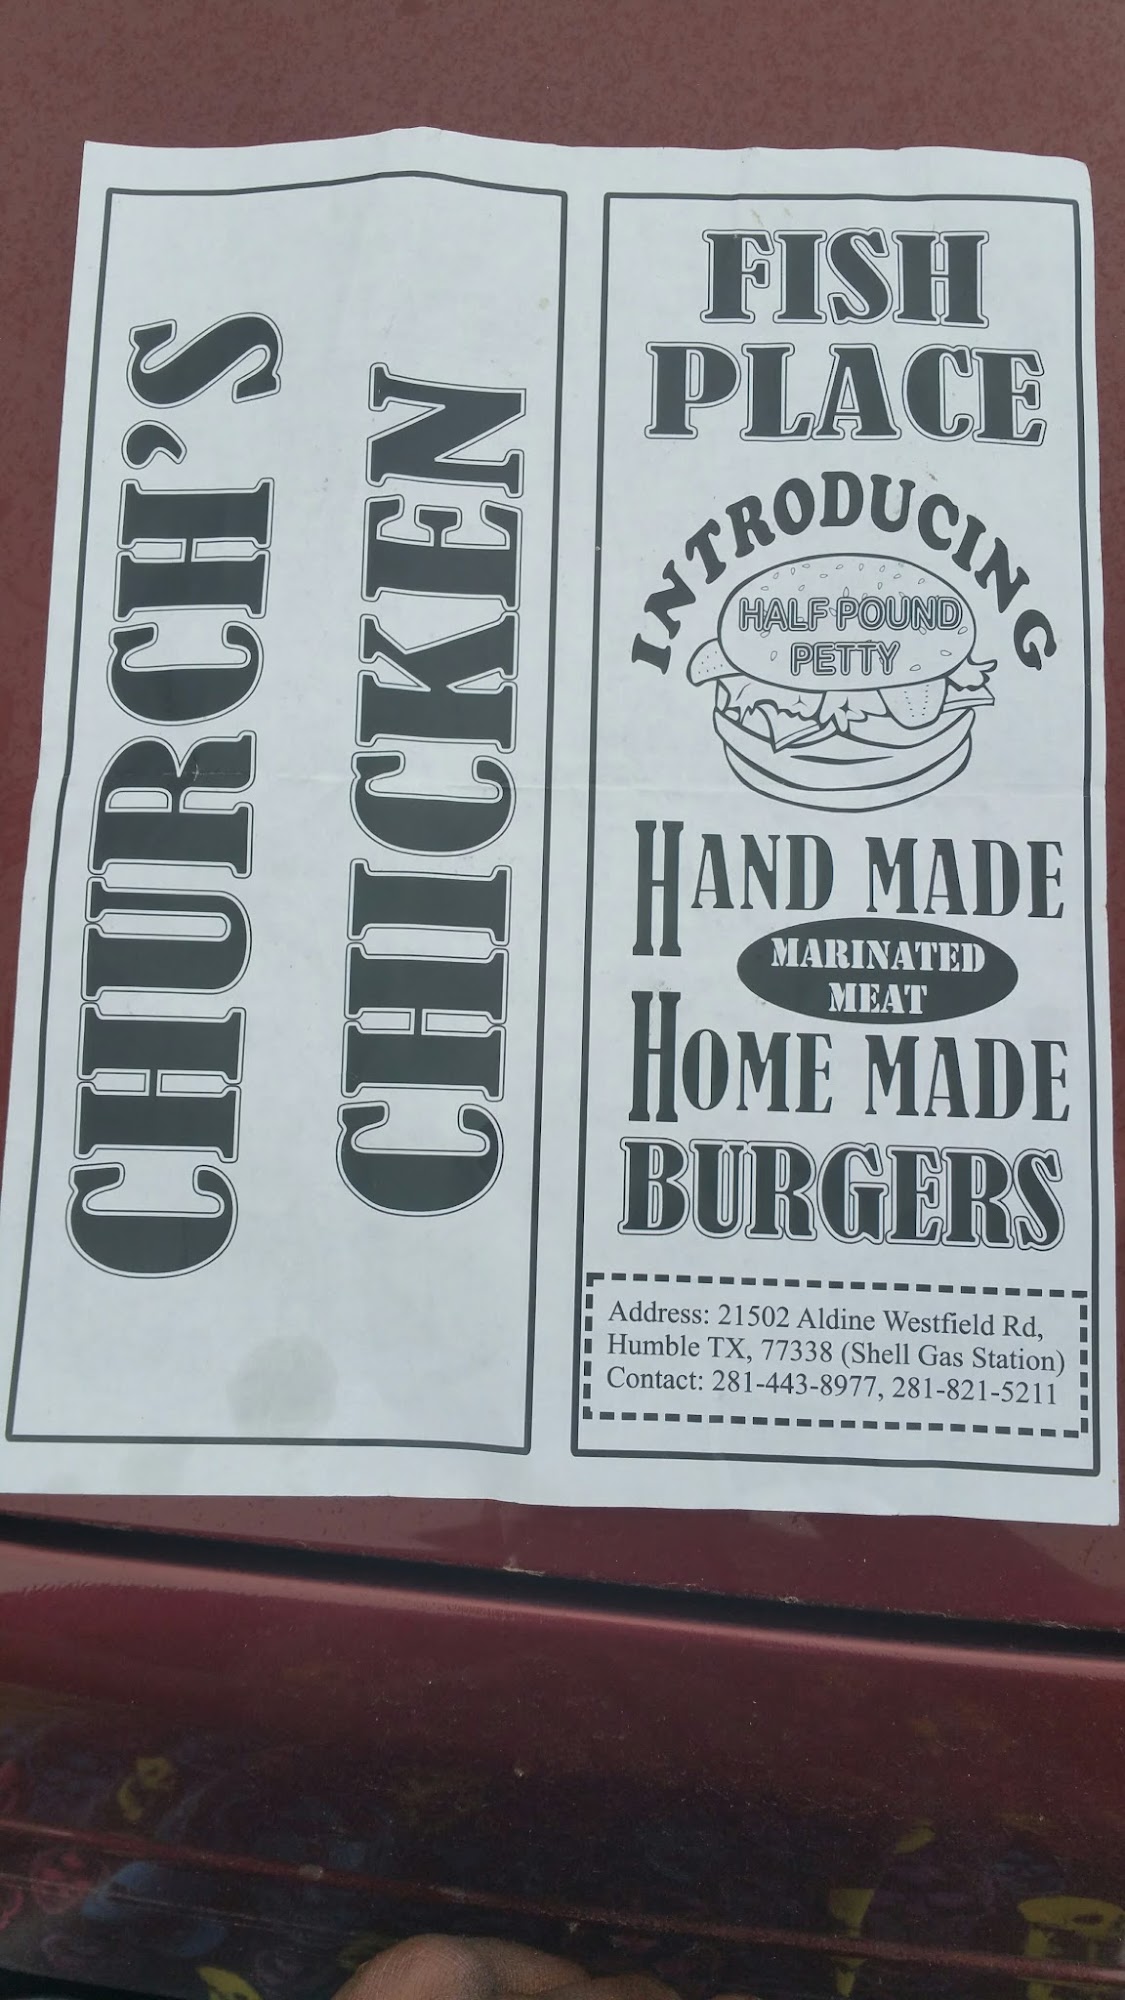 CHURCH'S
CHICKEN
FISH
PLACE
INTRODUCING
HALF POUND
PETTY
HAND MADE
MARINATED
MEAT
HOME MADE
BURGERS
Address: 21502 Aldine Westfield Rd,
Humble TX, 77338 (Shell Gas Station)
Contact: 281-443-8977, 281-821-5211